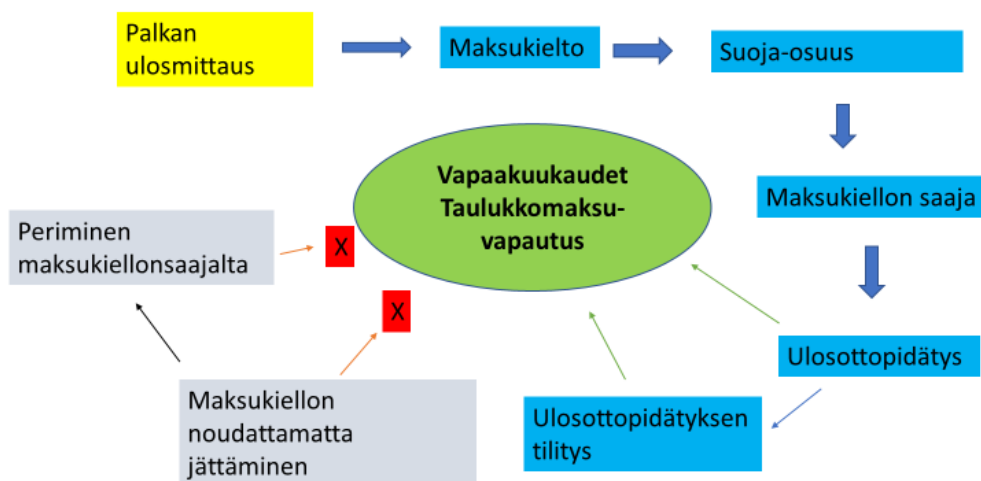 Palkan
ulosmittaus
Maksukielto
Suoja-osuus
Vapaakuukaudet
Taulukkomaksu-
vapautus
Maksukiellon saaja
Periminen
maksukiellonsaajalta
X
X
Ulosottopidätys
Maksukiellon
noudattamatta
jättäminen
Ulosottopidätyksen
tilitys